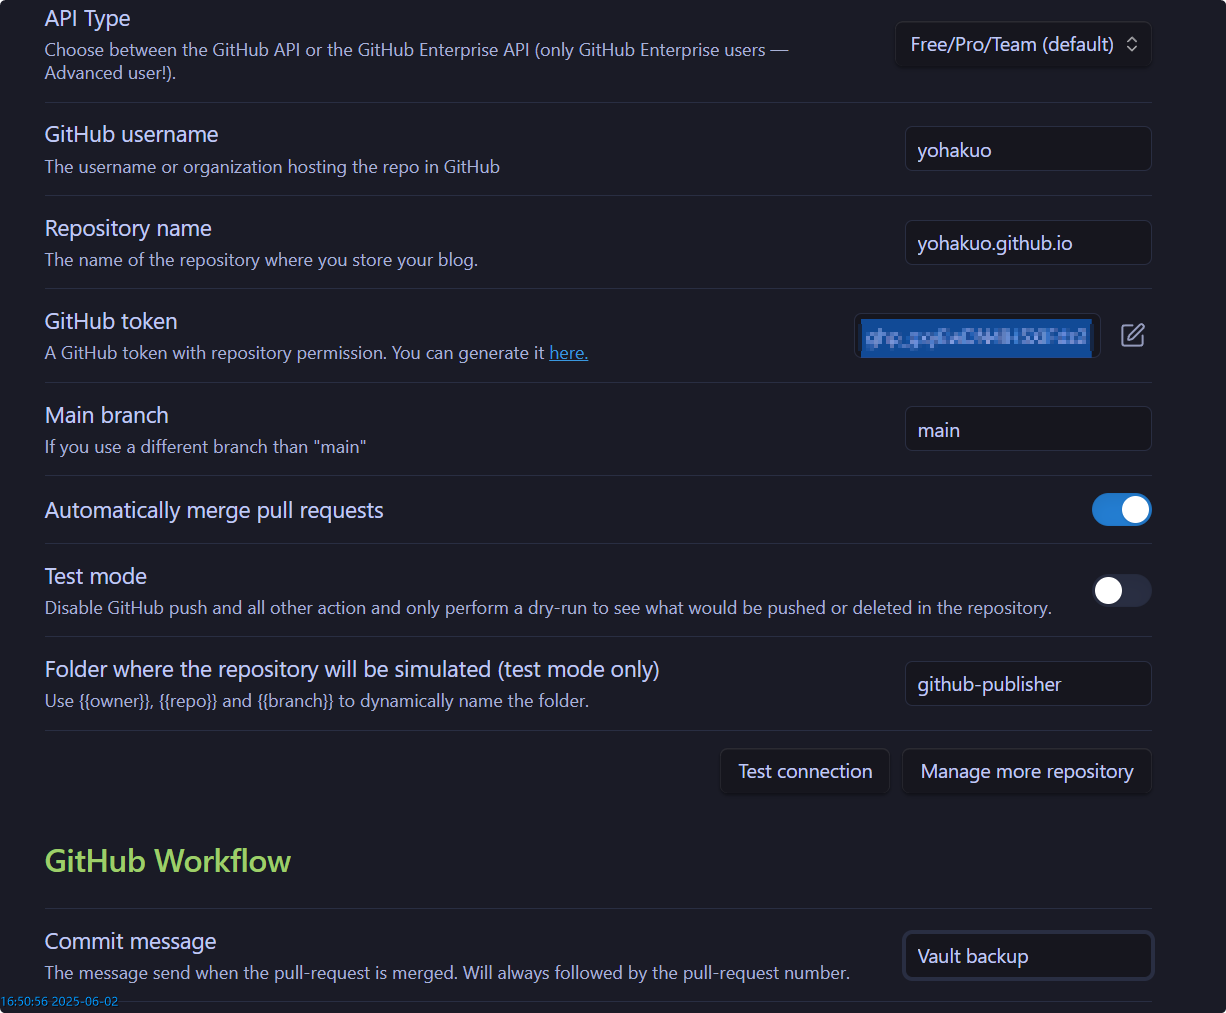 API Type
Choose between the GitHub API or the GitHub Enterprise API (only GitHub Enterprise users —
Advanced user!).
Free/Pro/Team (default)
GitHub username
The username or organization hosting the repo in GitHub
yohakuo
Repository name
The name of the repository where you store your blog.
yohakuo.github.io
GitHub token
A GitHub token with repository permission. You can generate it here.
Main branch
If you use a different branch than "main"
main
Automatically merge pull requests
Test mode
Disable GitHub push and all other action and only perform a dry-run to see what would be pushed or deleted in the repository.
Folder where the repository will be simulated (test mode only)
Use {{owner}}, {{repo}} and {{branch}} to dynamically name the folder.
github-publisher
Test connection
Manage more repository
GitHub Workflow
Commit message
The message send when the pull-request is merged. Will always followed by the pull-request number.
Vault backup
16:50:56 2025-06-02